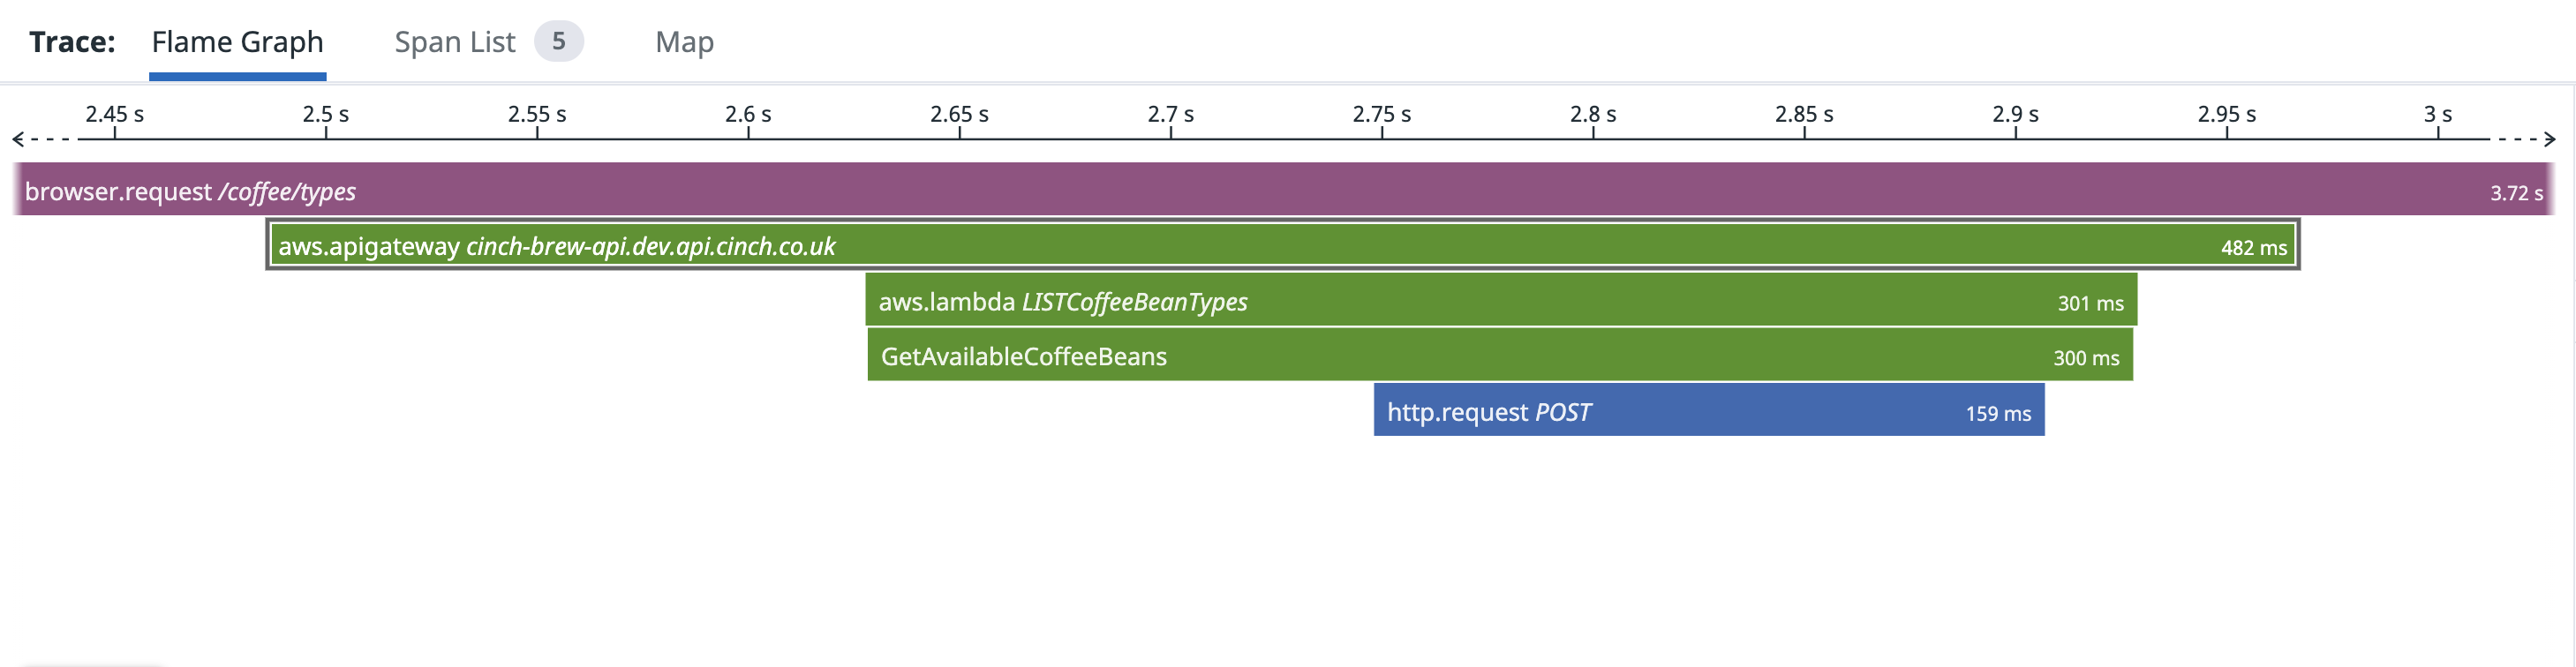 Trace: Flame Graph Span List 5 Map
2.45 s 2.5 s 2.55 s 2.6 s 2.65 s 2.7 s 2.75 s 2.8 s 2.85 s 2.9 s 2.95 s 3 s
browser.request /coffee/types 3.72 s
aws.apigateway cinch-brew-api.dev.api.cinch.co.uk 482 ms
aws.lambda LISTCoffeeBeanTypes 301 ms
GetAvailableCoffeeBeans 300 ms
http.request POST 159 ms